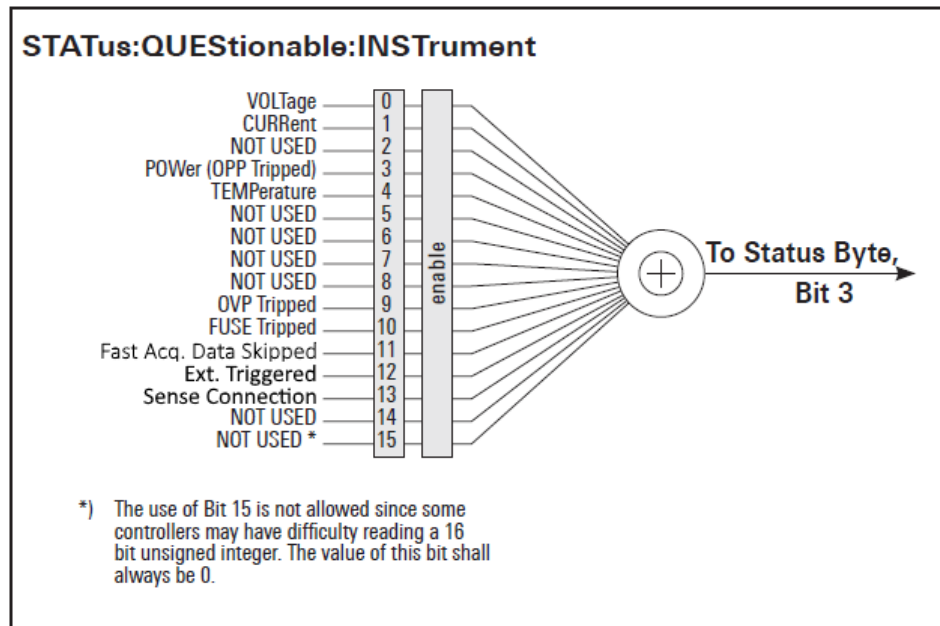 STATus:QUEStionable:INSTrument
VOLTage 0
CURRent 1
NOT USED 2
POWer (OPP Tripped) 3
TEMPerature 4
NOT USED 5
NOT USED 6
NOT USED 7
NOT USED 8
OVP Tripped 9
FUSE Tripped 10
Fast Acq. Data Skipped 11
Ext. Triggered 12
Sense Connection 13
NOT USED 14
NOT USED * 15
enable
To Status Byte,
Bit 3
*) The use of Bit 15 is not allowed since some
controllers may have difficulty reading a 16
bit unsigned integer. The value of this bit shall
always be 0.